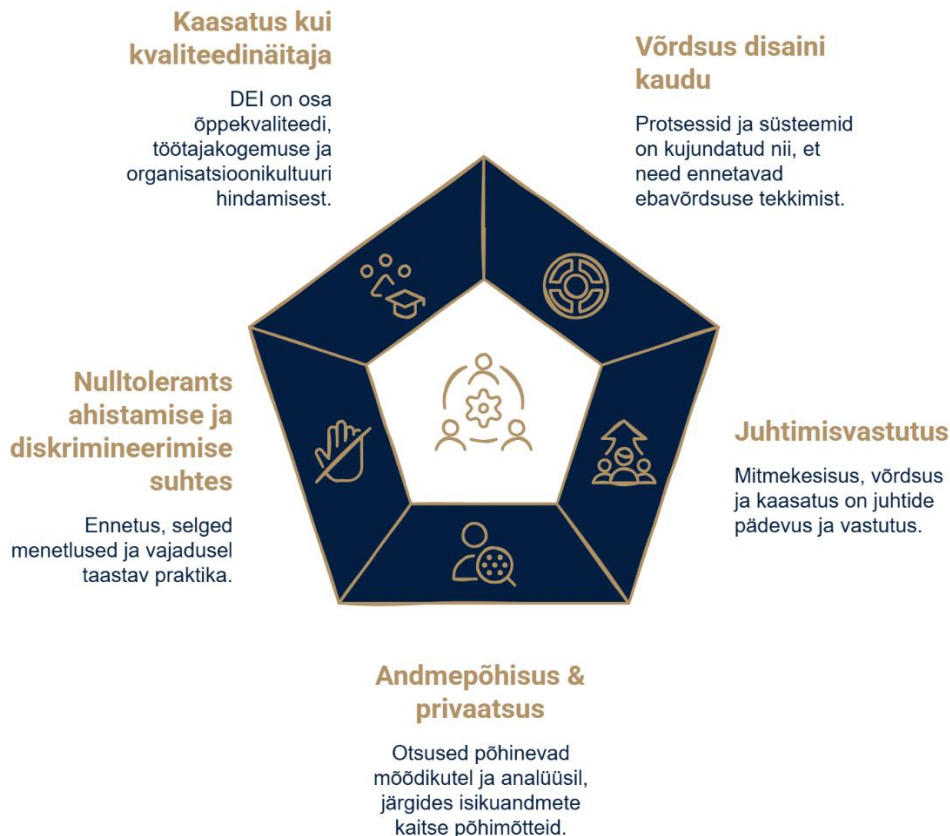 Kaasatus kui
kvaliteedinäitaja
DEI on osa
õppekvaliteedi,
töötajakogemuse ja
organisatsioonikultuuri
hindamisest.
Võrdsus disaini
kaudu
Protsessid ja süsteemid
on kujundatud nii, et
need ennetavad
ebavõrdsuse tekkimist.
Nulltolerants
ahistamise ja
diskrimineerimise
suhtes
Ennetus, selged
menetlused ja vajadusel
taastav praktika.
Juhtimisvastutus
Mitmekesisus, võrdsus
ja kaasatus on juhtide
pädevus ja vastutus.
Andmepõhisus &
privaatsus
Otsused põhinevad
mõõdikutel ja analüüsil,
järgides isikuandmete
kaitse põhimõtteid.